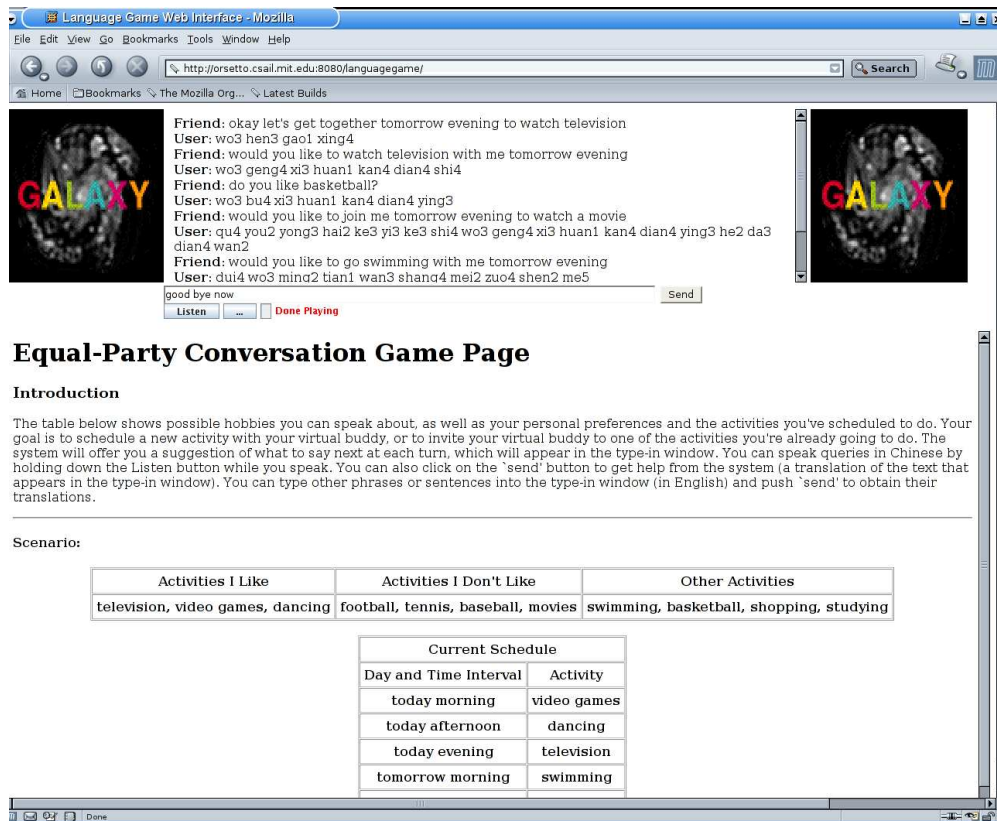 Language Game Web Interface - Mozilla
File Edit View Go Bookmarks Tools Window Help
http://orsetto.csail.mit.edu:8080/languagegame/ Search
Home Bookmarks The Mozilla Org... Latest Builds
GALAXY
Friend: okay let's get together tomorrow evening to watch television
User: wo3 hen3 gao1 xing4
Friend: would you like to watch television with me tomorrow evening
User: wo3 geng4 xi3 huan1 kan4 dian4 shi4
Friend: do you like basketball?
User: wo3 bu4 xi3 huan1 kan4 dian4 ying3
Friend: would you like to join me tomorrow evening to watch a movie
User: qu4 you2 yong3 hai2 ke3 yi3 ke3 shi4 wo3 geng4 xi3 huan1 kan4 dian4 ying3 he2 da3
dian4 wan2
Friend: would you like to go swimming with me tomorrow evening
User: dui4 wo3 ming2 tian1 wan3 shang4 mei2 zuo4 shen2 me5
GALAXY
good bye now Send
Listen ... Done Playing
Equal-Party Conversation Game Page
Introduction
The table below shows possible hobbies you can speak about, as well as your personal preferences and the activities you've scheduled to do. Your
goal is to schedule a new activity with your virtual buddy, or to invite your virtual buddy to one of the activities you're already going to do. The
system will offer you a suggestion of what to say next at each turn, which will appear in the type-in window. You can speak queries in Chinese by
holding down the Listen button while you speak. You can also click on the `send' button to get help from the system (a translation of the text that
appears in the type-in window). You can type other phrases or sentences into the type-in window (in English) and push `send' to obtain their
translations.
Scenario:
Activities I Like Activities I Don't Like Other Activities
television, video games, dancing football, tennis, baseball, movies swimming, basketball, shopping, studying
Current Schedule
Day and Time Interval Activity
today morning video games
today afternoon dancing
today evening television
tomorrow morning swimming
Done